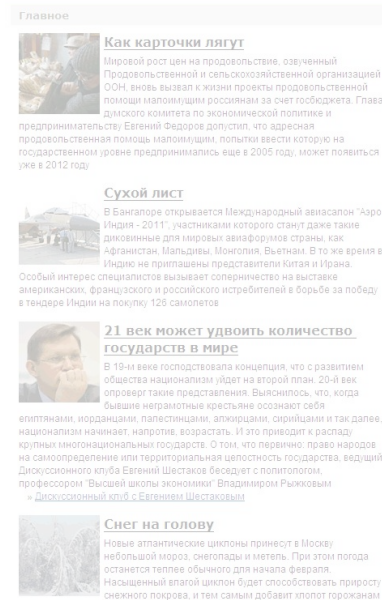 Главное
Как карточки лягут
Мировой рост цен на продовольствие, озвученный
Продовольственной и сельскохозяйственной организацией
ООН, вновь вызвал к жизни проекты продовольственной
помощи малоимущим россиянам за счет госбюджета. Глава
думского комитета по экономической политике и
предпринимательству Евгений Федоров допустил, что адресная
продовольственная помощь малоимущим, попытки ввести которую на
государственном уровне предпринимались еще в 2005 году, может появиться
уже в 2012 году
Сухой лист
В Бангалоре открывается Международный авиасалон "Аэро
Индия - 2011", участниками которого станут даже такие
диковинные для мировых авиафорумов страны, как
Афганистан, Мальдивы, Монголия, Вьетнам. В то же время в
Индию не приглашены представители Китая и Ирана.
Особый интерес специалистов вызывает соперничество на выставке
американских, французского и российского истребителей в борьбе за победу
в тендере Индии на покупку 126 самолетов
21 век может удвоить количество
государств в мире
В 19-м веке господствовала концепция, что с развитием
общества национализм уйдет на второй план. 20-й век
опроверг такие представления. Выяснилось, что, когда
бывшие неграмотные крестьяне осознают себя
египтянами, иорданцами, палестинцами, алжирцами, сирийцами и так далее,
национализм начинает, напротив, возрастать. И это приводит к распаду
крупных многонациональных государств. О том, что первично: право народов
на самоопределение или территориальная целостность государства, ведущий
Дискуссионного клуба Евгений Шестаков беседует с политологом,
профессором "Высшей школы экономики" Владимиром Рыжковым
» Дискуссионный клуб с Евгением Шестаковым
Снег на голову
Новые атлантические циклоны принесут в Москву
небольшой мороз, снегопады и метель. При этом погода
останется теплее обычного для начала февраля.
Насыщенный влагой циклон будет способствовать приросту
снежного покрова, и тем самым добавит хлопот горожанам